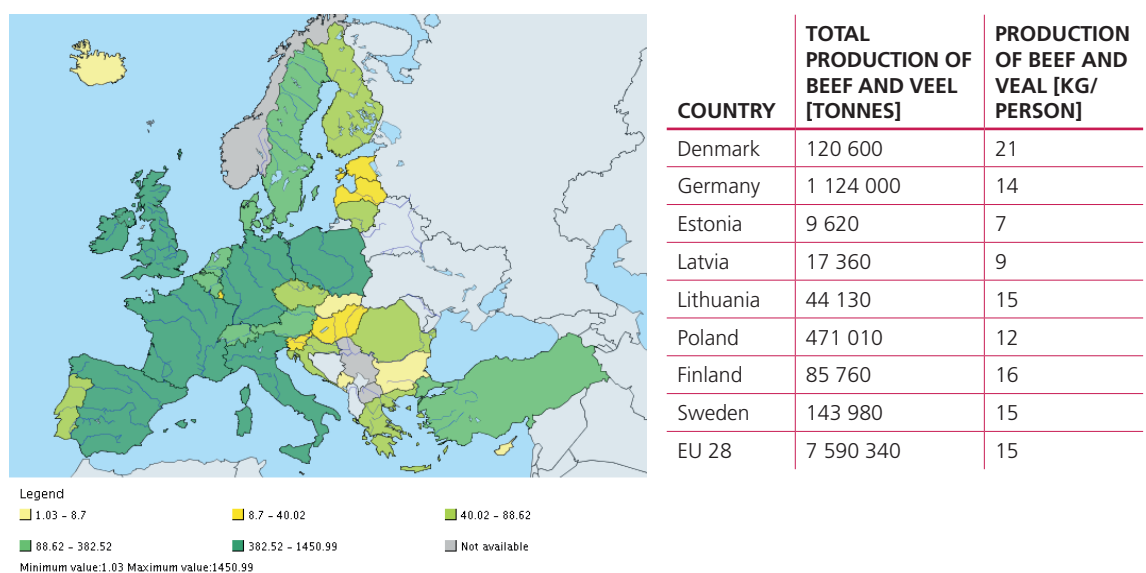 Legend
1.03 - 8.7
8.7 - 40.02
40.02 - 88.62
88.62 - 382.52
382.52 - 1450.99
Not available
Minimum value:1.03 Maximum value:1450.99
COUNTRY
TOTAL
PRODUCTION OF
BEEF AND VEEL
[TONNES]
PRODUCTION
OF BEEF AND
VEAL [KG/
PERSON]
Denmark 120 600 21
Germany 1 124 000 14
Estonia 9 620 7
Latvia 17 360 9
Lithuania 44 130 15
Poland 471 010 12
Finland 85 760 16
Sweden 143 980 15
EU 28 7 590 340 15